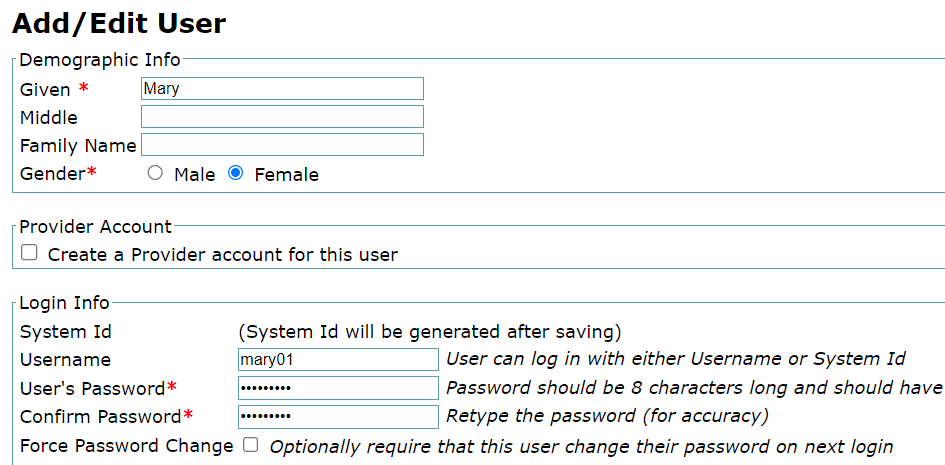 Add/Edit User
Demographic Info
Given * Mary
Middle
Family Name
Gender* Male Female
Provider Account
Create a Provider account for this user
Login Info
System Id (System Id will be generated after saving)
Username mary01 User can log in with either Username or System Id
User's Password* ••••••••• Password should be 8 characters long and should have
Confirm Password* ••••••••• Retype the password (for accuracy)
Force Password Change Optionally require that this user change their password on next login